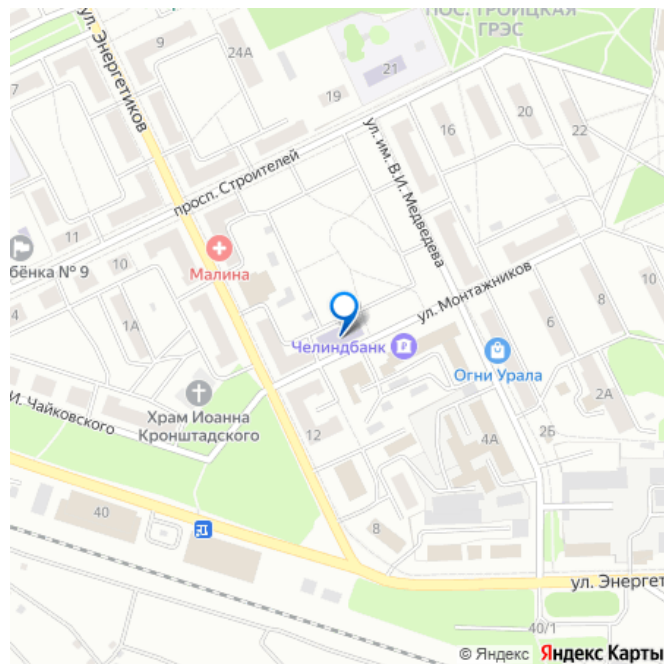 ПОС. ТРОИЦКАЯ
ГРЭС
ул. Энергетиков
9
24А
7
21
19
20
16
22
ул. им. В.И. Медведева
просп. Строителей
11
бёнка № 9
10
Малина
4
1А
ул. Монтажников
8
6
10
Челиндбанк
Огни Урала
2А
И. Чайковского
Храм Иоанна
Кронштадского
12
4А
2Б
40
8
ул. Энергет
40/1
© Яндекс Яндекс Карты